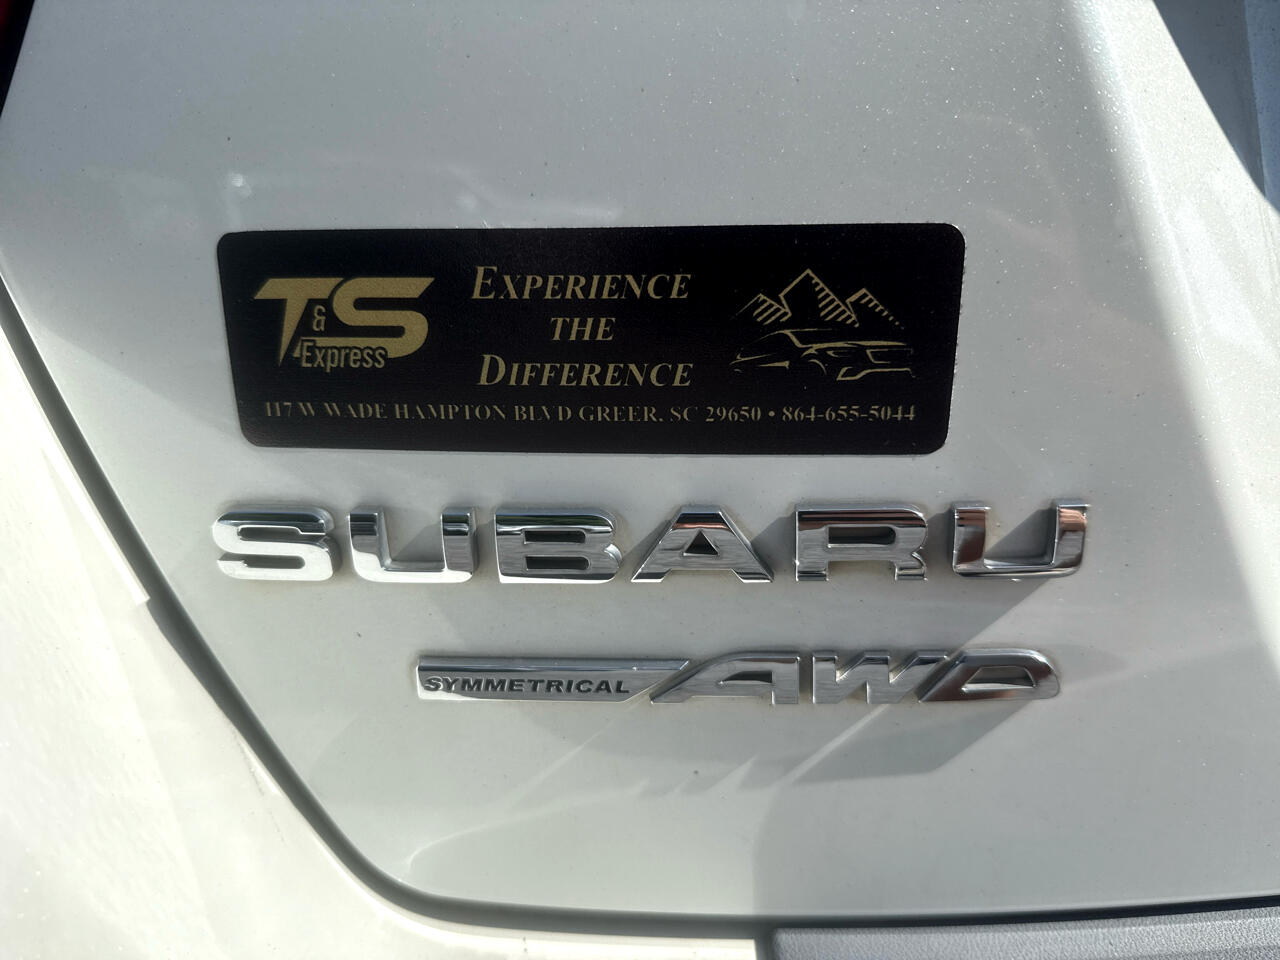 T&S
Express
EXPERIENCE
THE
DIFFERENCE
117 W WADE HAMPTON BLVD GREER, SC 29650 • 864-655-5044
SUBARU
SYMMETRICAL AWD